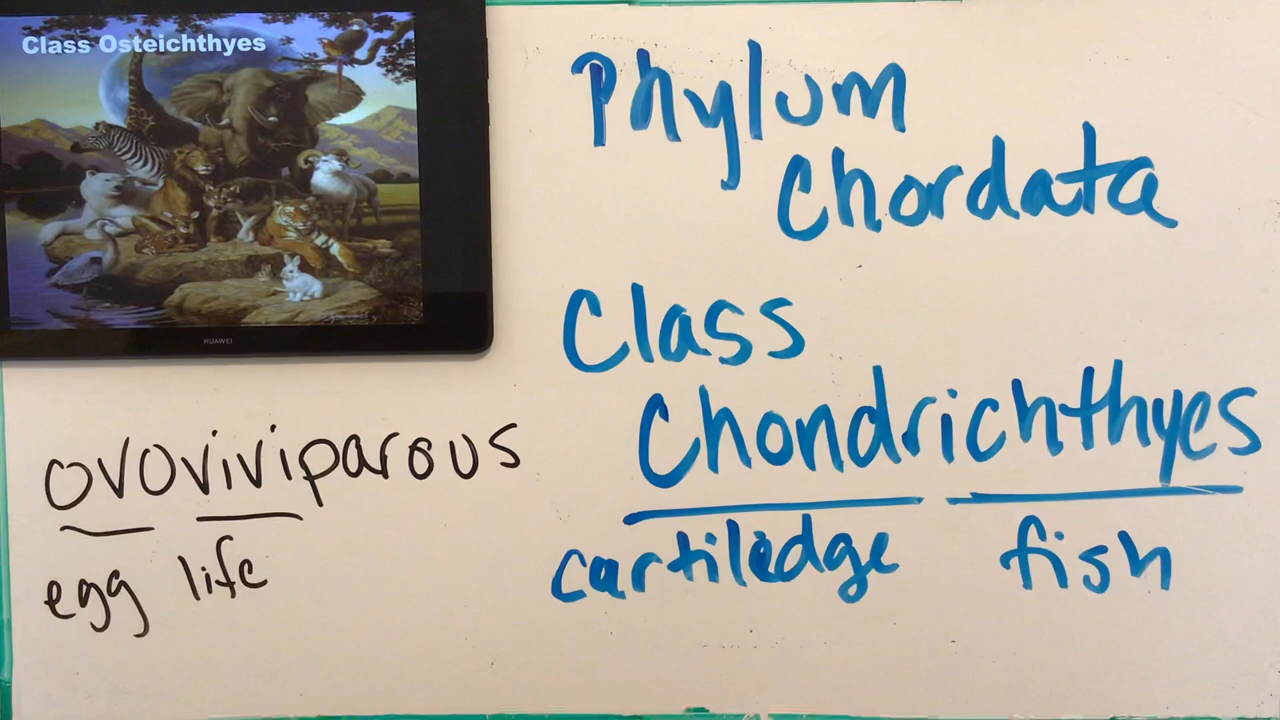 Class Osteichthyes
HUAWEI
Phylum
Chordata
Class
Chondrichthyes
cartiledge fish
ovoviviparous
egg life